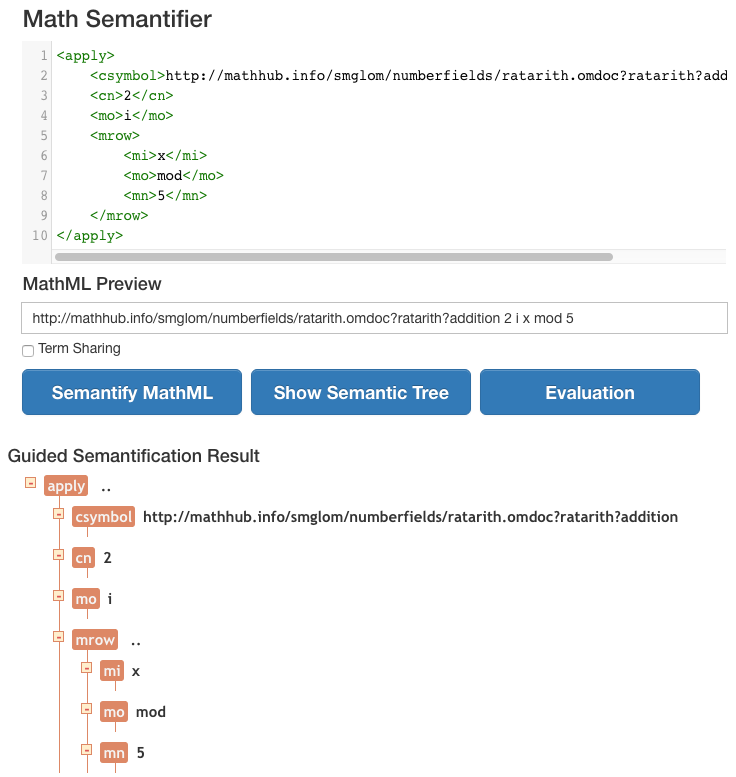 Math Semantifier
1 <apply>
2 <csymbol>http://mathhub.info/smglom/numberfields/ratarith.omdoc?ratarith?add
3 <cn>2</cn>
4 <mo>i</mo>
5 <mrow>
6 <mi>x</mi>
7 <mo>mod</mo>
8 <mn>5</mn>
9 </mrow>
10 </apply>
MathML Preview
http://mathhub.info/smglom/numberfields/ratarith.omdoc?ratarith?addition 2 i x mod 5
Term Sharing
Semantify MathML Show Semantic Tree Evaluation
Guided Semantification Result
apply ..
csymbol http://mathhub.info/smglom/numberfields/ratarith.omdoc?ratarith?addition
cn 2
mo i
mrow ..
mi x
mo mod
mn 5